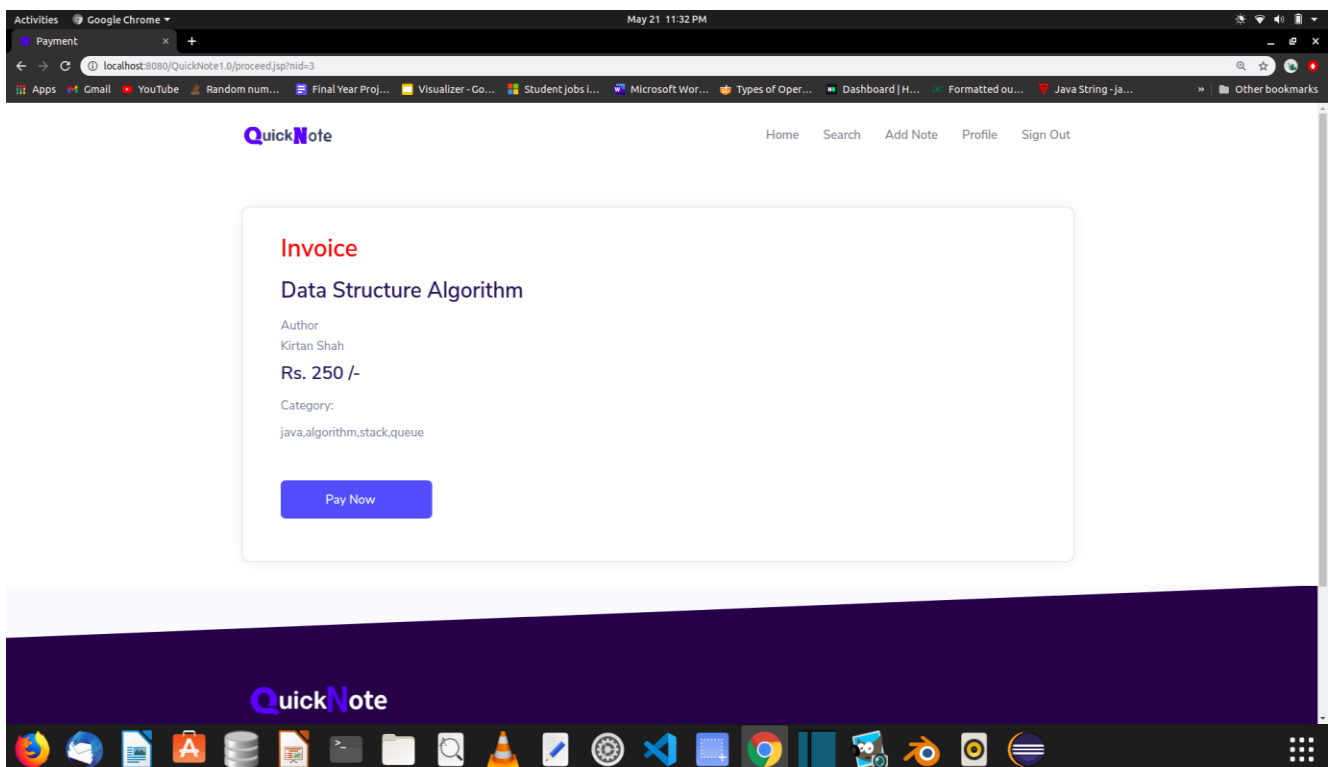 Activities Google Chrome May 21 11:32 PM
Payment
localhost:8080/QuickNote1.0/proceed.jsp?nid=3
Apps Gmail YouTube Random num... Final Year Proj... Visualizer - Go... Student jobs i... Microsoft Wor... Types of Oper... Dashboard | H... Formatted ou... Java String - ja... » Other bookmarks
QuickNote Home Search Add Note Profile Sign Out
Invoice
Data Structure Algorithm
Author
Kirtan Shah
Rs. 250 /-
Category:
java,algorithm,stack,queue
Pay Now
QuickNote